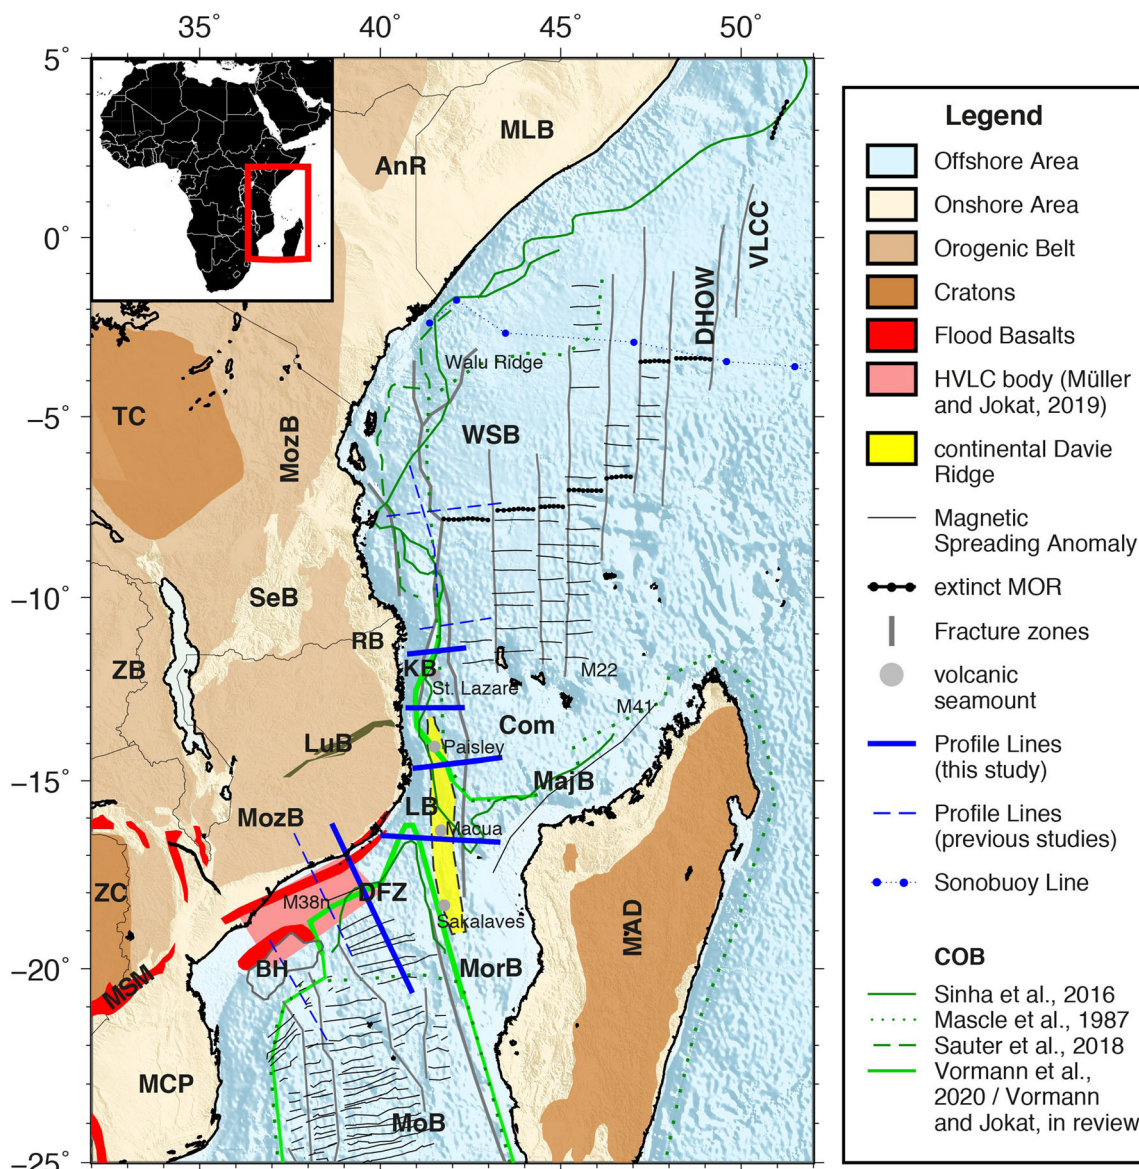 35°
40°
45°
50°
5°
0°
−5°
−10°
−15°
−20°
−25°
MLB
AnR
VLCC
DHOW
Walu Ridge
TC
MozB
WSB
SeB
RB
ZB
KB
M22
St. Lazare
M41
Com
LuB
Paisley
MajB
LB
MozB
Macua
ZC
M38n
DFZ
Sakalaves
MAD
BH
MorB
MSM
MCP
MoB
Legend
Offshore Area
Onshore Area
Orogenic Belt
Cratons
Flood Basalts
HVLC body (Müller
and Jokat, 2019)
continental Davie
Ridge
Magnetic
Spreading Anomaly
extinct MOR
Fracture zones
volcanic
seamount
Profile Lines
(this study)
Profile Lines
(previous studies)
Sonobuoy Line
COB
Sinha et al., 2016
Mascle et al., 1987
Sauter et al., 2018
Vormann et al.,
2020 / Vormann
and Jokat, in review